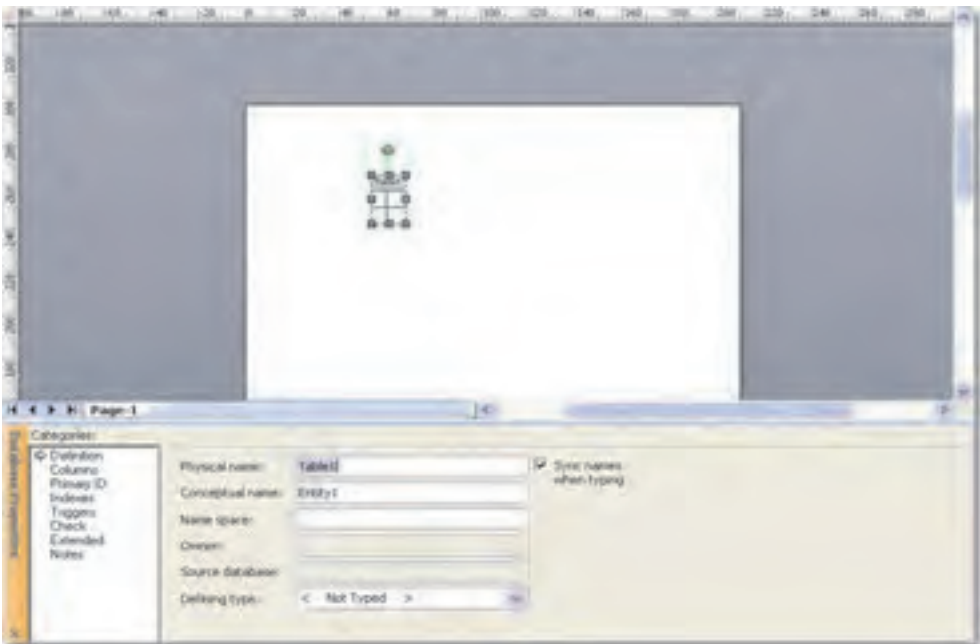 Page-1
Categories:
Definition
Columns
Primary ID
Indexes
Triggers
Check
Extended
Notes
Database Properties
Physical name:
Table1
Sync names
when typing
Conceptual name:
Entity1
Name space:
Owner:
Source database:
Defining type:
< Not Typed >